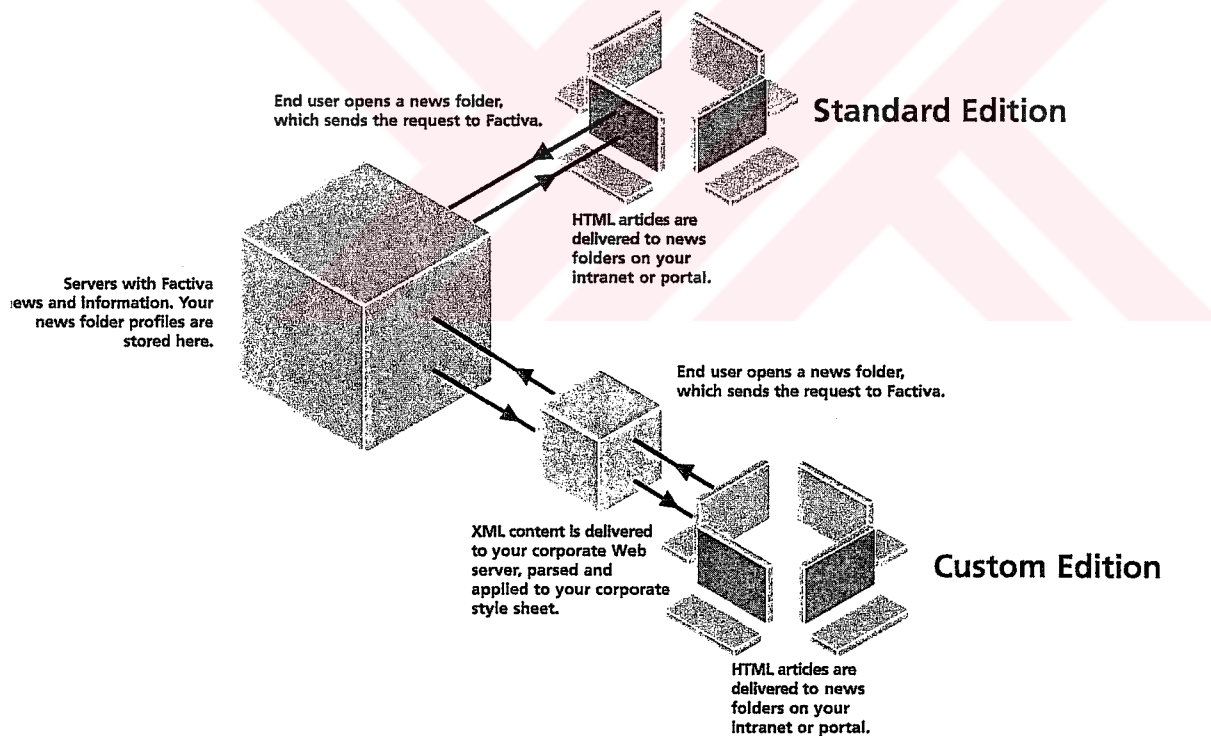 End user opens a news folder,
which sends the request to Factiva.
Standard Edition
HTML articles are
delivered to news
folders on your
intranet or portal.
Servers with Factiva
ews and information. Your
news folder profiles are
stored here.
End user opens a news folder,
which sends the request to Factiva.
XML content is delivered
to your corporate Web
server, parsed and
applied to your corporate
style sheet.
Custom Edition
HTML articles are
delivered to news
folders on your
intranet or portal.